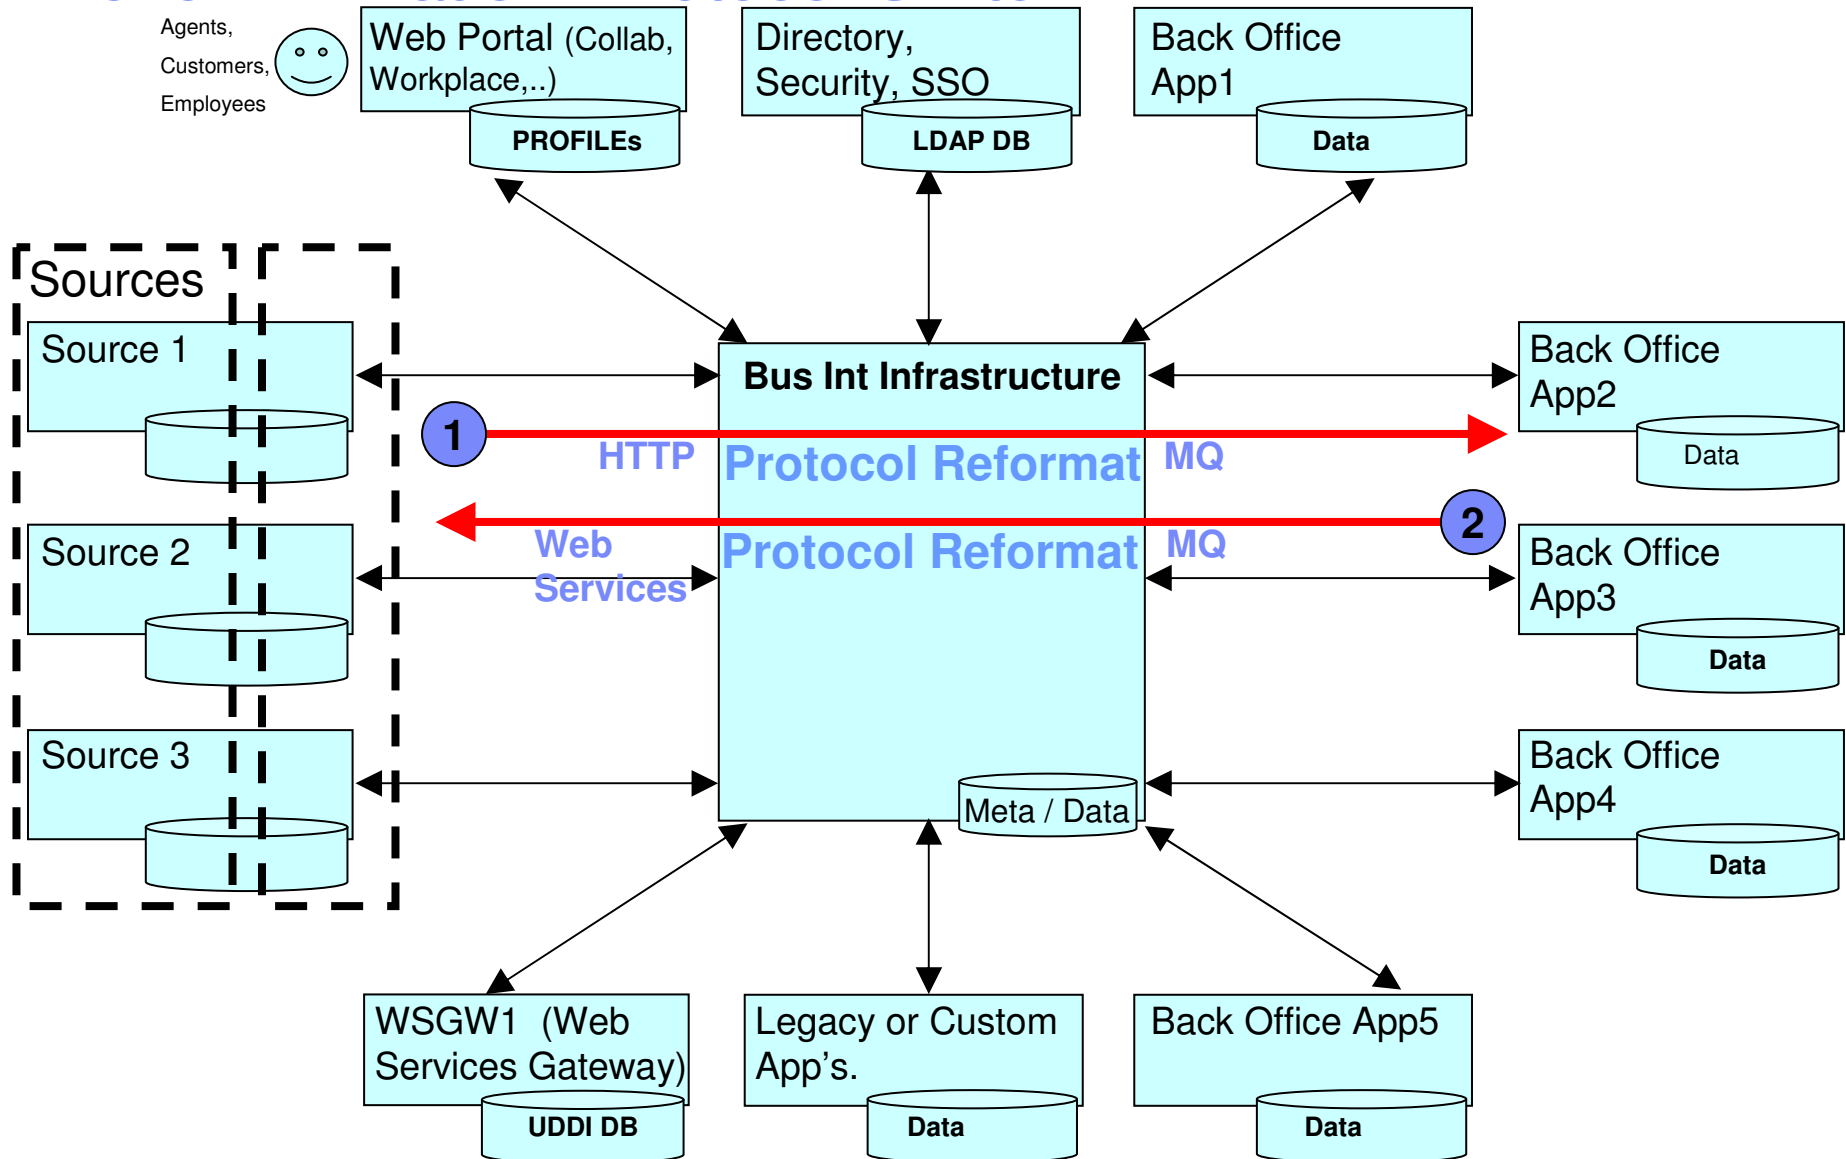 Agents,
Customers,
Employees
Web Portal (Collab,
Workplace,..)
PROFILEs
Directory,
Security, SSO
LDAP DB
Back Office
App1
Data
Sources
Source 1
Source 2
Source 3
Bus Int Infrastructure
1
HTTP
Protocol Reformat
MQ
2
Web
Services
Protocol Reformat
MQ
Meta / Data
Back Office
App2
Data
Back Office
App3
Data
Back Office
App4
Data
WSGW1 (Web
Services Gateway)
UDDI DB
Legacy or Custom
App's.
Data
Back Office App5
Data